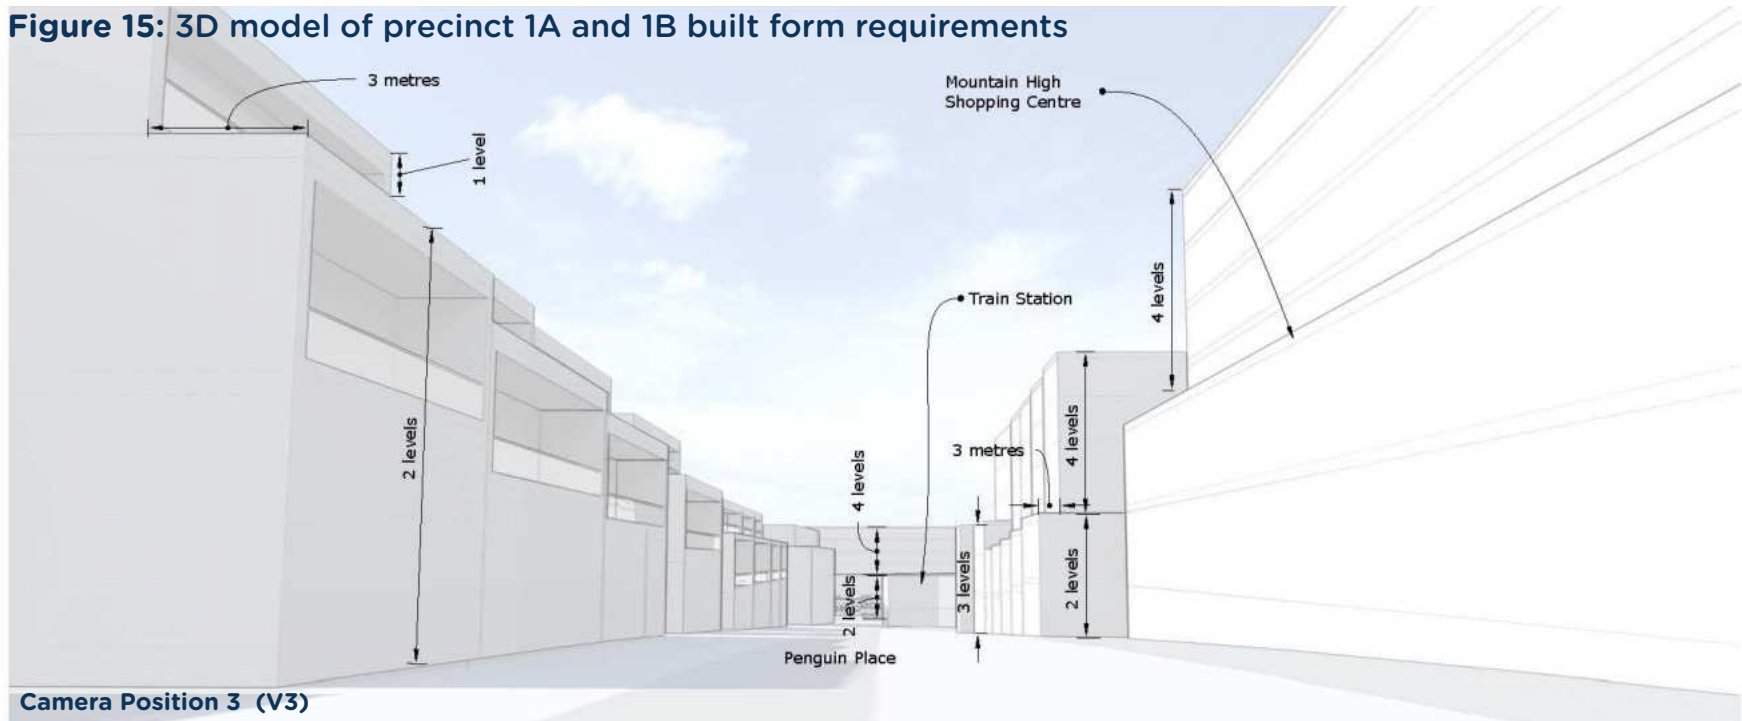 Figure 15: 3D model of precinct 1A and 1B built form requirements
3 metres
Mountain High
Shopping Centre
1 level
4 levels
Train Station
2 levels
4 levels
3 metres
4 levels
2 levels
3 levels
2 levels
Penguin Place
Camera Position 3 (V3)